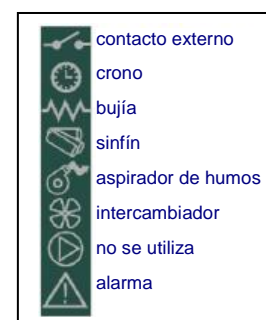 contacto externo
crono
bujía
sinfín
aspirador de humos
intercambiador
no se utiliza
alarma